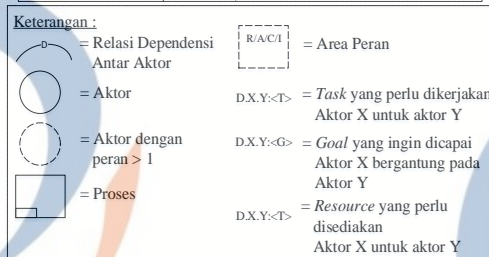 Keterangan :
D
= Relasi Dependensi
Antar Aktor
= Aktor
= Aktor dengan
peran > 1
= Proses
R/A/C/I
= Area Peran
D.X.Y:<T> = Task yang perlu dikerjakan
Aktor X untuk aktor Y
D.X.Y:<G> = Goal yang ingin dicapai
Aktor X bergantung pada
Aktor Y
D.X.Y:<T> = Resource yang perlu
disediakan
Aktor X untuk aktor Y